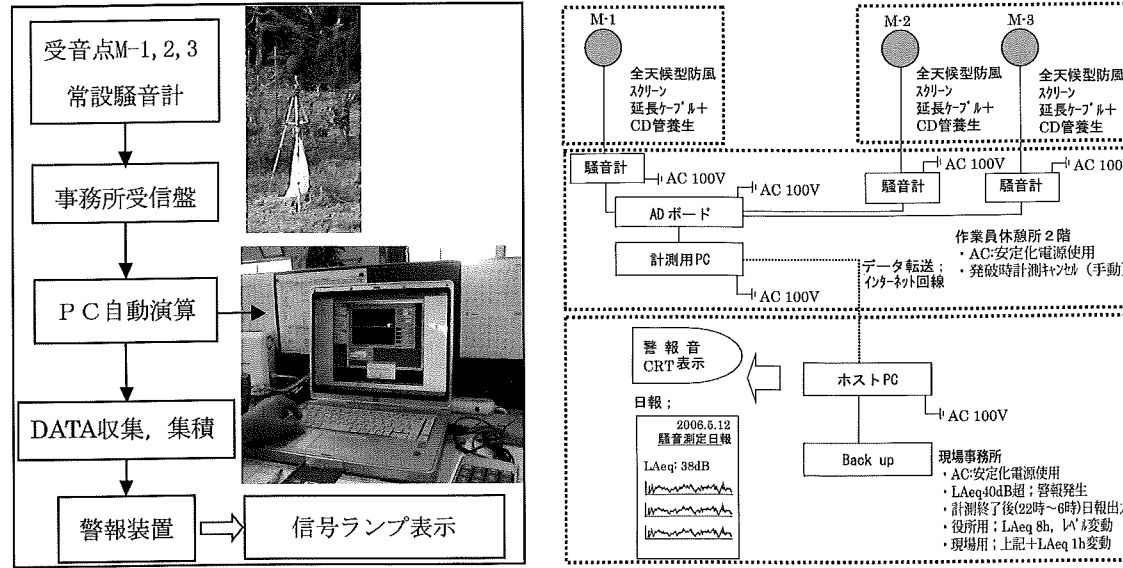 受音点M-1, 2, 3
常設騒音計
事務所受信盤
ＰＣ自動演算
DATA収集，集積
警報装置
信号ランプ表示
M-1
全天候型防風
ｽｸﾘｰﾝ
延長ｹｰﾌﾞﾙ＋
CD管養生
M-2
全天候型防風
ｽｸﾘｰﾝ
延長ｹｰﾌﾞﾙ＋
CD管養生
M-3
全天候型防風
ｽｸﾘｰﾝ
延長ｹｰﾌﾞﾙ＋
CD管養生
騒音計
AC 100V
騒音計
AC 100V
騒音計
AC 100
AD ボード
AC 100V
計測用PC
AC 100V
データ転送；
ｲﾝﾀｰﾈｯﾄ回線
作業員休憩所２階
・AC:安定化電源使用
・発破時計測ｷｬﾝｾﾙ（手動）
警 報 音
CRT表示
ホストPC
AC 100V
Back up
日報；
2006.5.12
騒音測定日報
LAeq: 38dB
現場事務所
・AC:安定化電源使用
・LAeq40dB超；警報発生
・計測終了後(22時～6時)日報出
・役所用；LAeq 8h，ﾚﾍﾞﾙ変動
・現場用；上記＋LAeq 1h変動